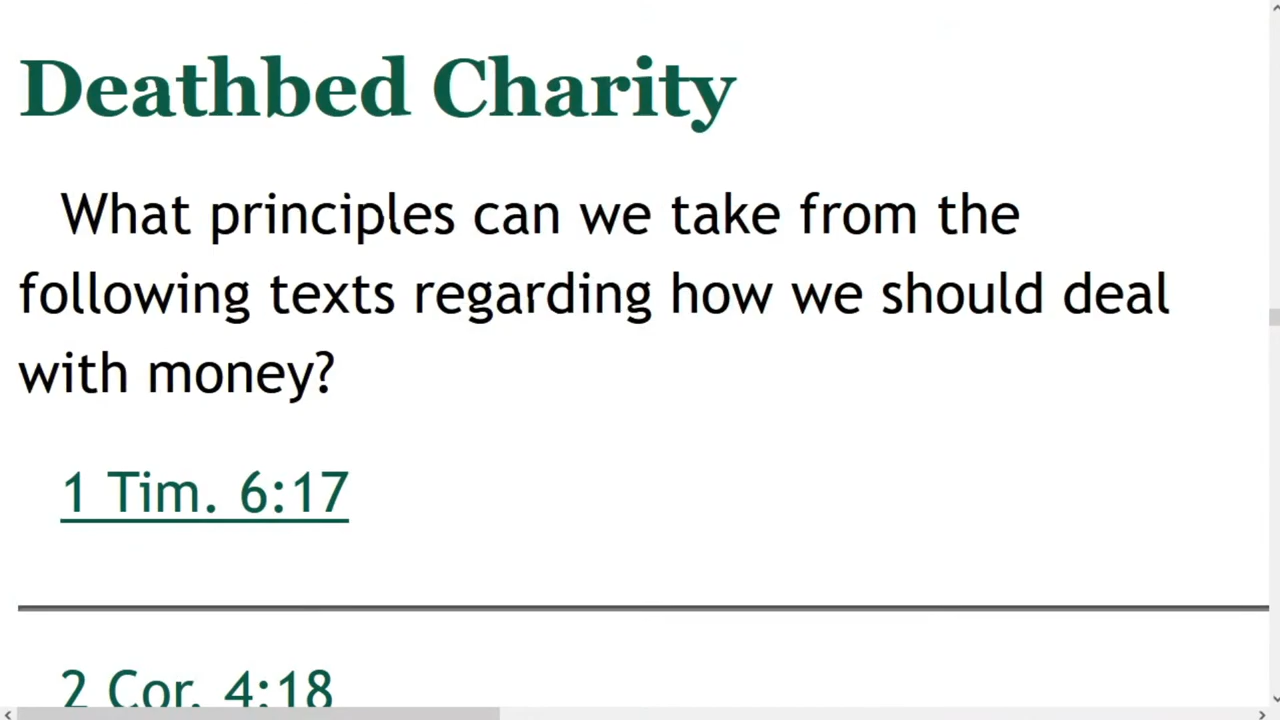 Deathbed Charity
What principles can we take from the
following texts regarding how we should deal
with money?
1 Tim. 6:17
2 Cor. 4:18